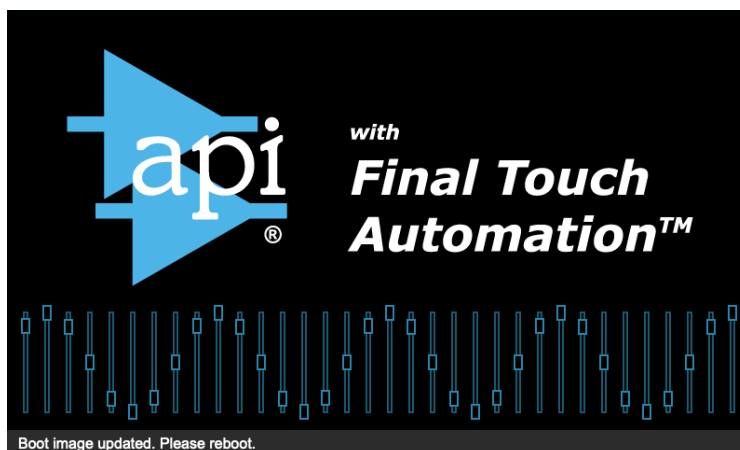 api®
with
Final Touch
Automation™
Boot image updated. Please reboot.